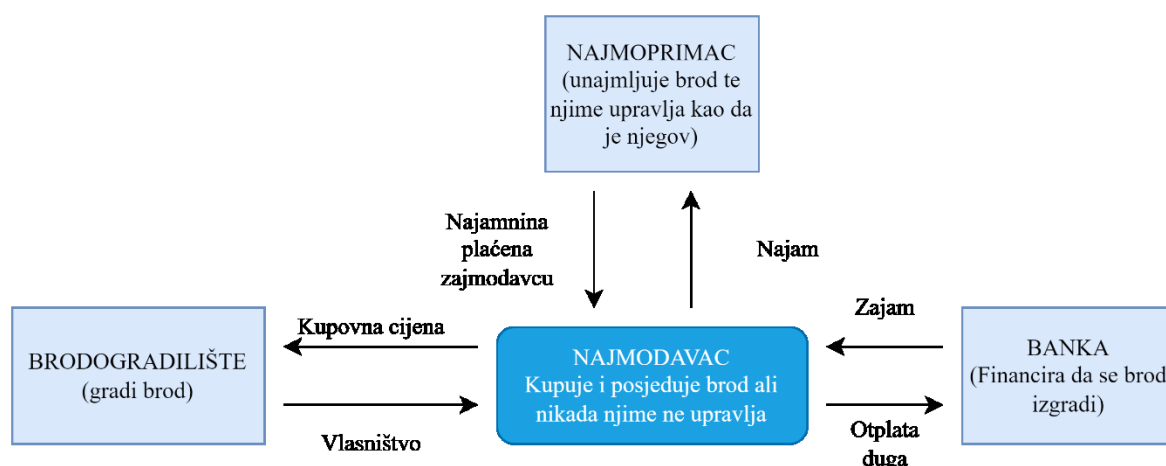 NAJMOPRIMAC
(unajmljuje brod te
njime upravlja kao da
je njegov)
Najamnina
plaćena
zajmodavcu
Najam
Kupovna cijena
Zajam
BRODOGRADILIŠTE
(gradi brod)
NAJMODAVAC
Kupuje i posjeduje brod ali
nikada njime ne upravlja
BANKA
(Financira da se brod
izgradi)
Vlasništvo
Otplata
duga